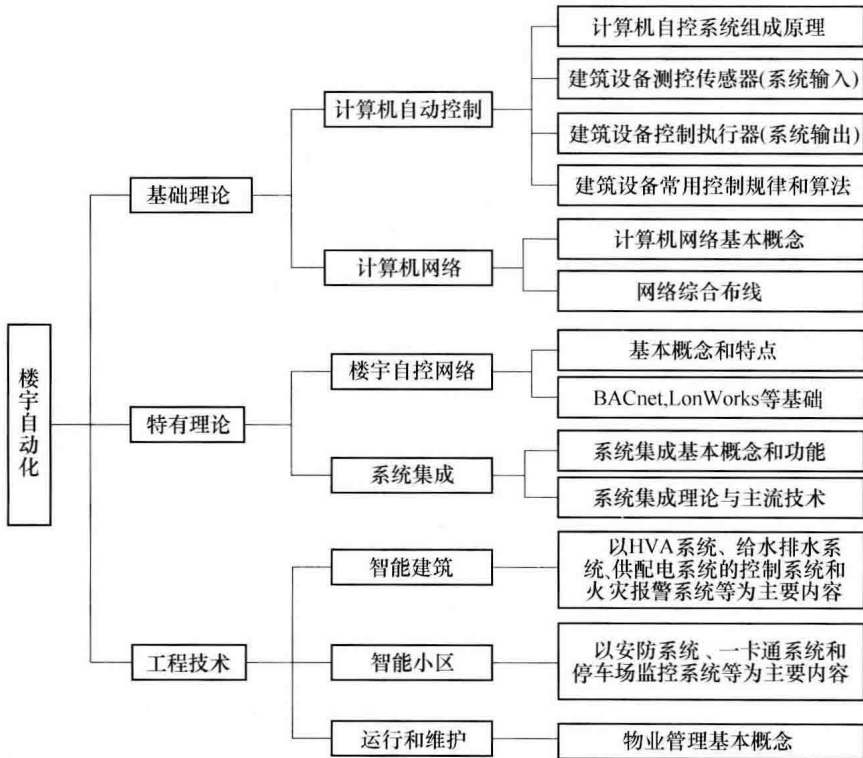 楼宇自动化
基础理论
计算机自动控制
计算机自控系统组成原理
建筑设备测控传感器(系统输入)
建筑设备控制执行器(系统输出)
建筑设备常用控制规律和算法
计算机网络
计算机网络基本概念
网络综合布线
特有理论
楼宇自控网络
基本概念和特点
BACnet,LonWorks等基础
系统集成
系统集成基本概念和功能
系统集成理论与主流技术
工程技术
智能建筑
以HVA系统、给水排水系
统、供配电系统的控制系统和
火灾报警系统等为主要内容
智能小区
以安防系统、一卡通系统和
停车场监控系统等为主要内容
运行和维护
物业管理基本概念